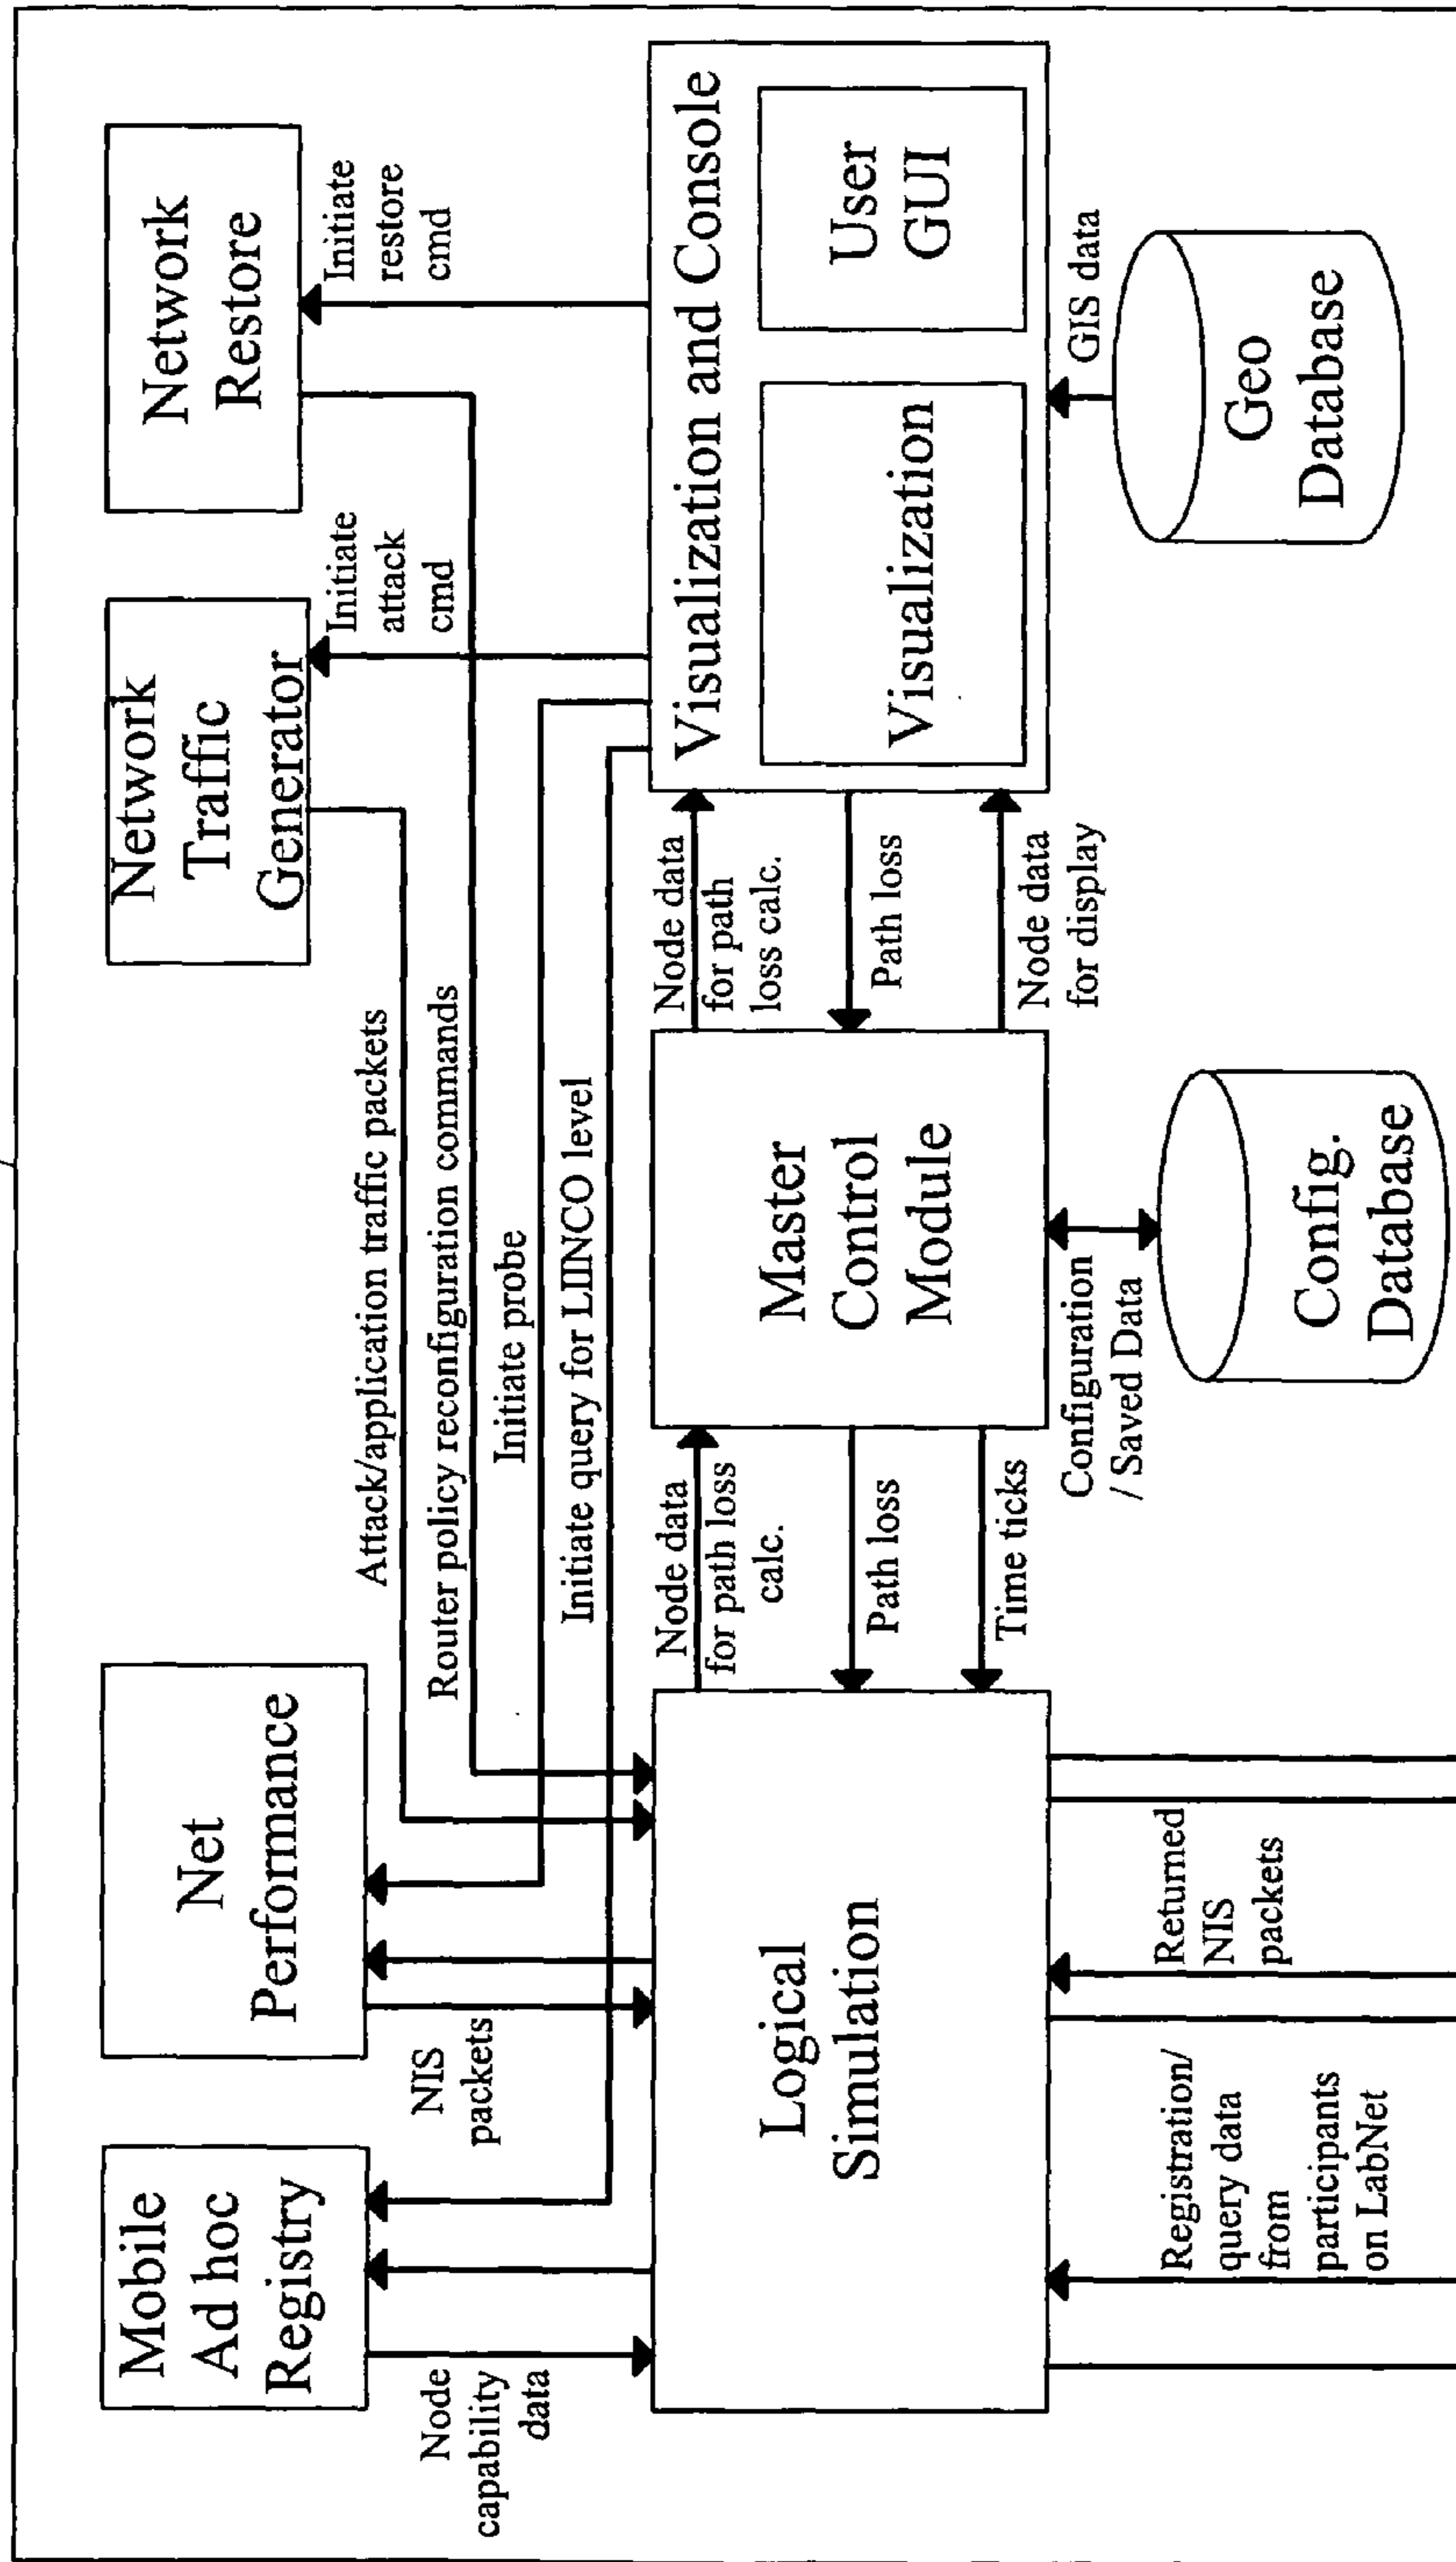 Mobile
Ad hoc
Registry
Net
Perfomance
Network
Traffic
Generator
Network
Restore
Node
capability
data
NIS
packets
Attack/application traffic packets
Router policy reconfiguration commands
Initiate probe
Initiate query for LIINCO level
Initiate
attack
cmd
Initiate
restore
cmd
Logical
Simulation
Node data
for path loss
calc.
Path loss
Time ticks
Master
Control
Module
Node data
for path
loss calc.
Path loss
Node data
for display
Visualization and Console
Visualization
User
GUI
Registration/
query data
from
participants
on LabNet
Returned
NIS
packets
Configuration
/ Saved Data
Config.
Database
GIS data
Geo
Database